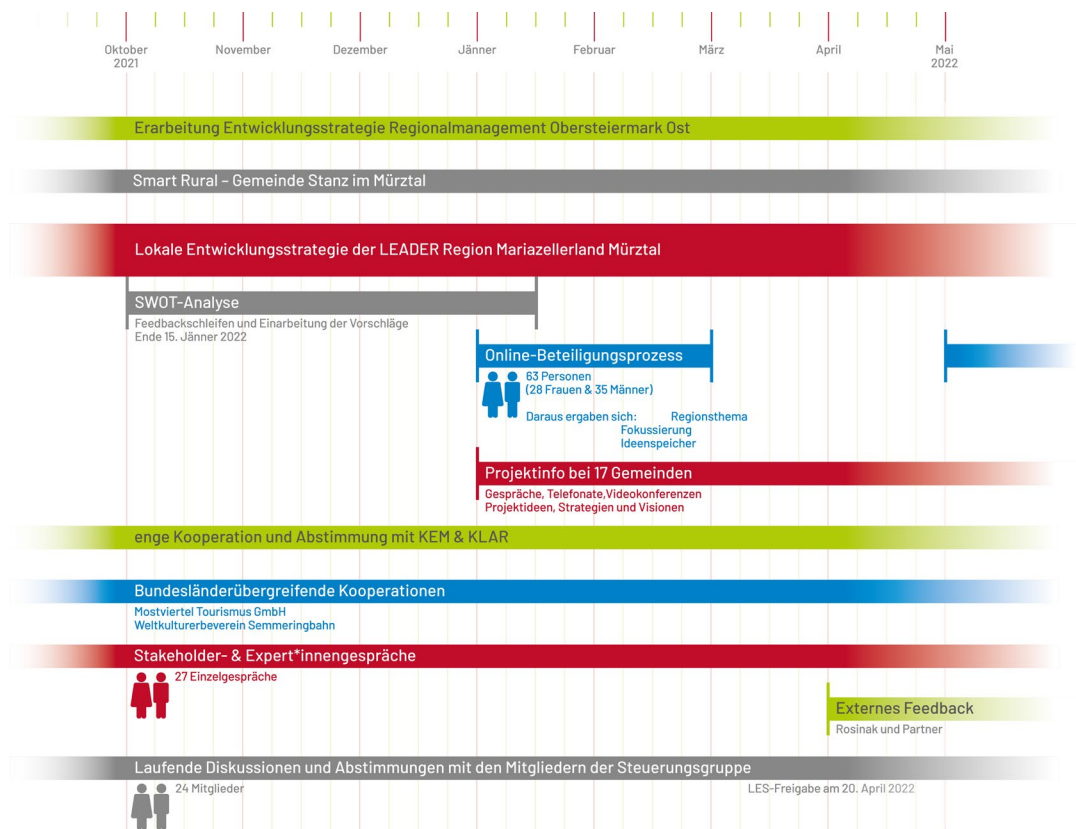 Oktober
2021
November
Dezember
Jänner
Februar
März
April
Mai
2022
Erarbeitung Entwicklungsstrategie Regionalmanagement Obersteiermark Ost
Smart Rural – Gemeinde Stanz im Mürztal
Lokale Entwicklungsstrategie der LEADER Region Mariazellerland Mürztal
SWOT-Analyse
Feedbackschleifen und Einarbeitung der Vorschläge
Ende 15. Jänner 2022
Online-Beteiligungsprozess
63 Personen
(28 Frauen & 35 Männer)
Daraus ergaben sich: Regionsthema
Fokussierung
Ideenspeicher
Projektinfo bei 17 Gemeinden
Gespräche, Telefonate,Videokonferenzen
Projektideen, Strategien und Visionen
enge Kooperation und Abstimmung mit KEM & KLAR
Bundesländerübergreifende Kooperationen
Mostviertel Tourismus GmbH
Weltkulturerbeverein Semmeringbahn
Stakeholder- & Expert*innengespräche
27 Einzelgespräche
Externes Feedback
Rosinak und Partner
Laufende Diskussionen und Abstimmungen mit den Mitgliedern der Steuerungsgruppe
24 Mitglieder
LES-Freigabe am 20. April 2022